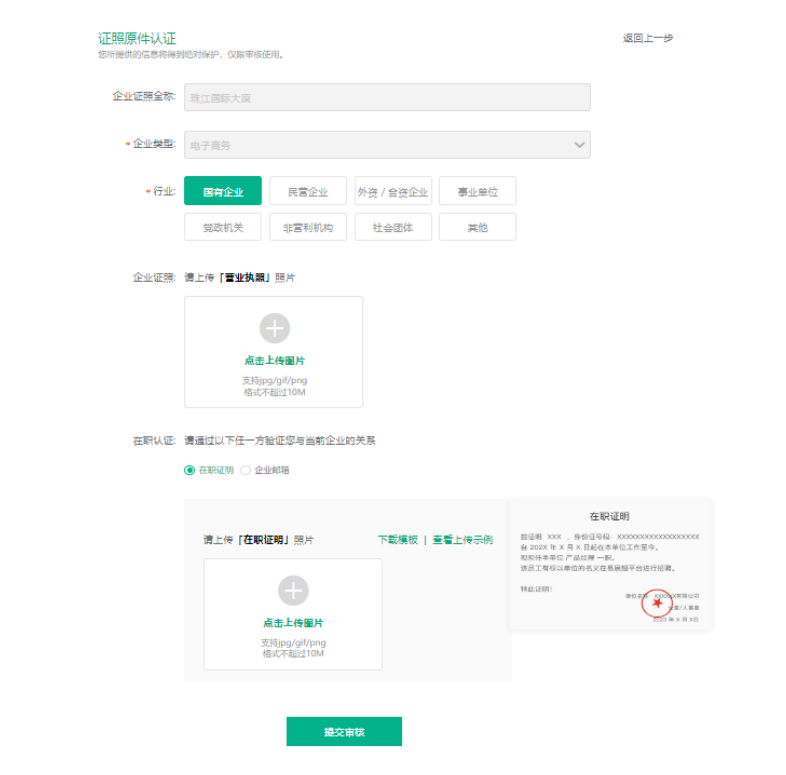 证照原件认证
返回上一步
您所提供的信息将得到绝对保护，仅限审核使用。
企业证照全称:
珠江国际大厦
* 企业类型:
电子商务
* 行业:
国有企业
民营企业
外资 / 合资企业
事业单位
党政机关
非营利机构
社会团体
其他
企业证照:
请上传「营业执照」照片
点击上传图片
支持jpg/gif/png
格式不超过10M
在职认证:
请通过以下任一方验证您与当前企业的关系
在职证明
企业邮箱
请上传「在职证明」照片
下载模板 | 查看上传示例
点击上传图片
支持jpg/gif/png
格式不超过10M
在职证明
兹证明 XXX ，身份证号码：XXXXXXXXXXXXXXXXXX
自 202X 年 X 月 X 日起在本单位工作至今。
现担任本单位 产品经理 一职。
该员工有权以单位的名义在易展翅平台进行招聘。
特此证明！
单位名称：XXXXXX有限公司
2023 年 X 月 X日
提交审核